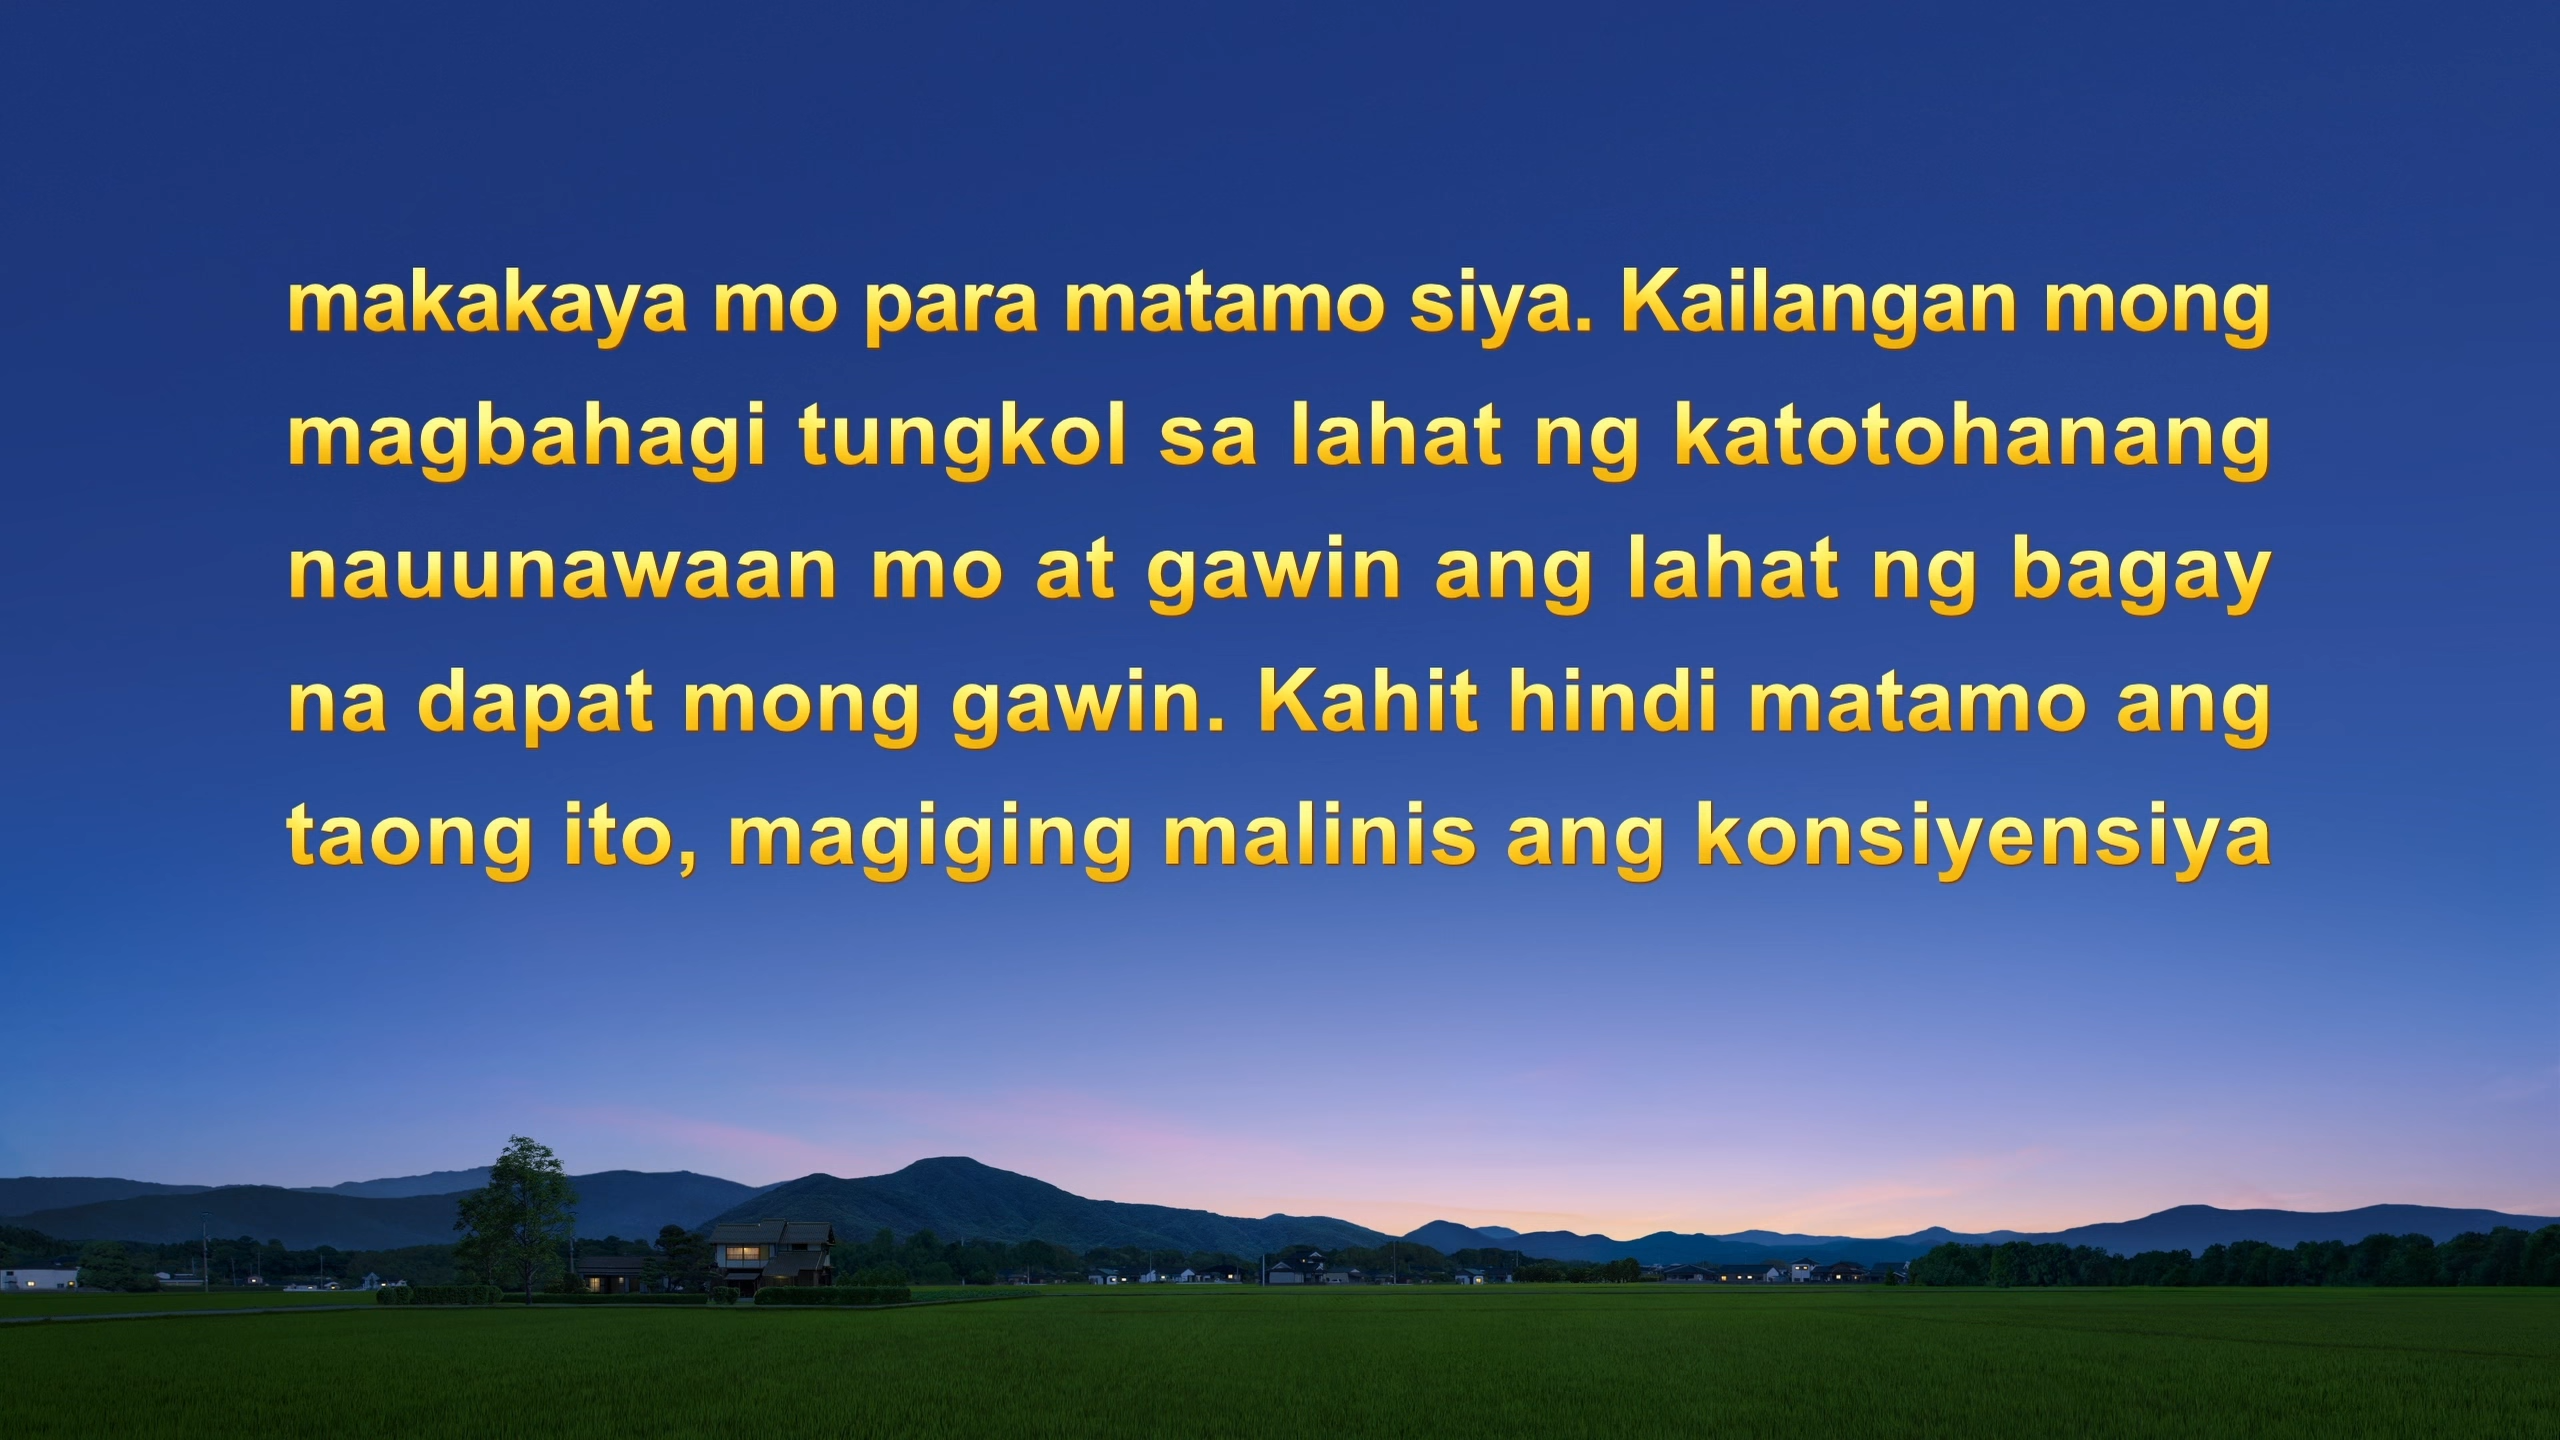 makakaya mo para matamo siya. Kailangan mong
magbahagi tungkol sa lahat ng katotohanang
nauunawaan mo at gawin ang lahat ng bagay
na dapat mong gawin. Kahit hindi matamo ang
taong ito, magiging malinis ang konsiyensiya